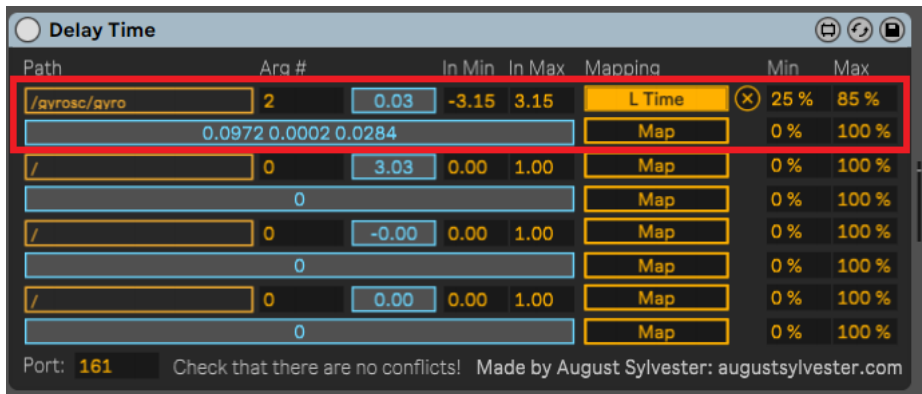 Delay Time
Path Arg # In Min In Max Mapping Min Max
/gyrosc/gyro 2 0.03 -3.15 3.15 L Time 25 % 85 %
0.0972 0.0002 0.0284 Map 0 % 100 %
/ 0 3.03 0.00 1.00 Map 0 % 100 %
0 Map 0 % 100 %
/ 0 -0.00 0.00 1.00 Map 0 % 100 %
0 Map 0 % 100 %
/ 0 0.00 0.00 1.00 Map 0 % 100 %
0 Map 0 % 100 %
Port: 161 Check that there are no conflicts! Made by August Sylvester: augustsylvester.com